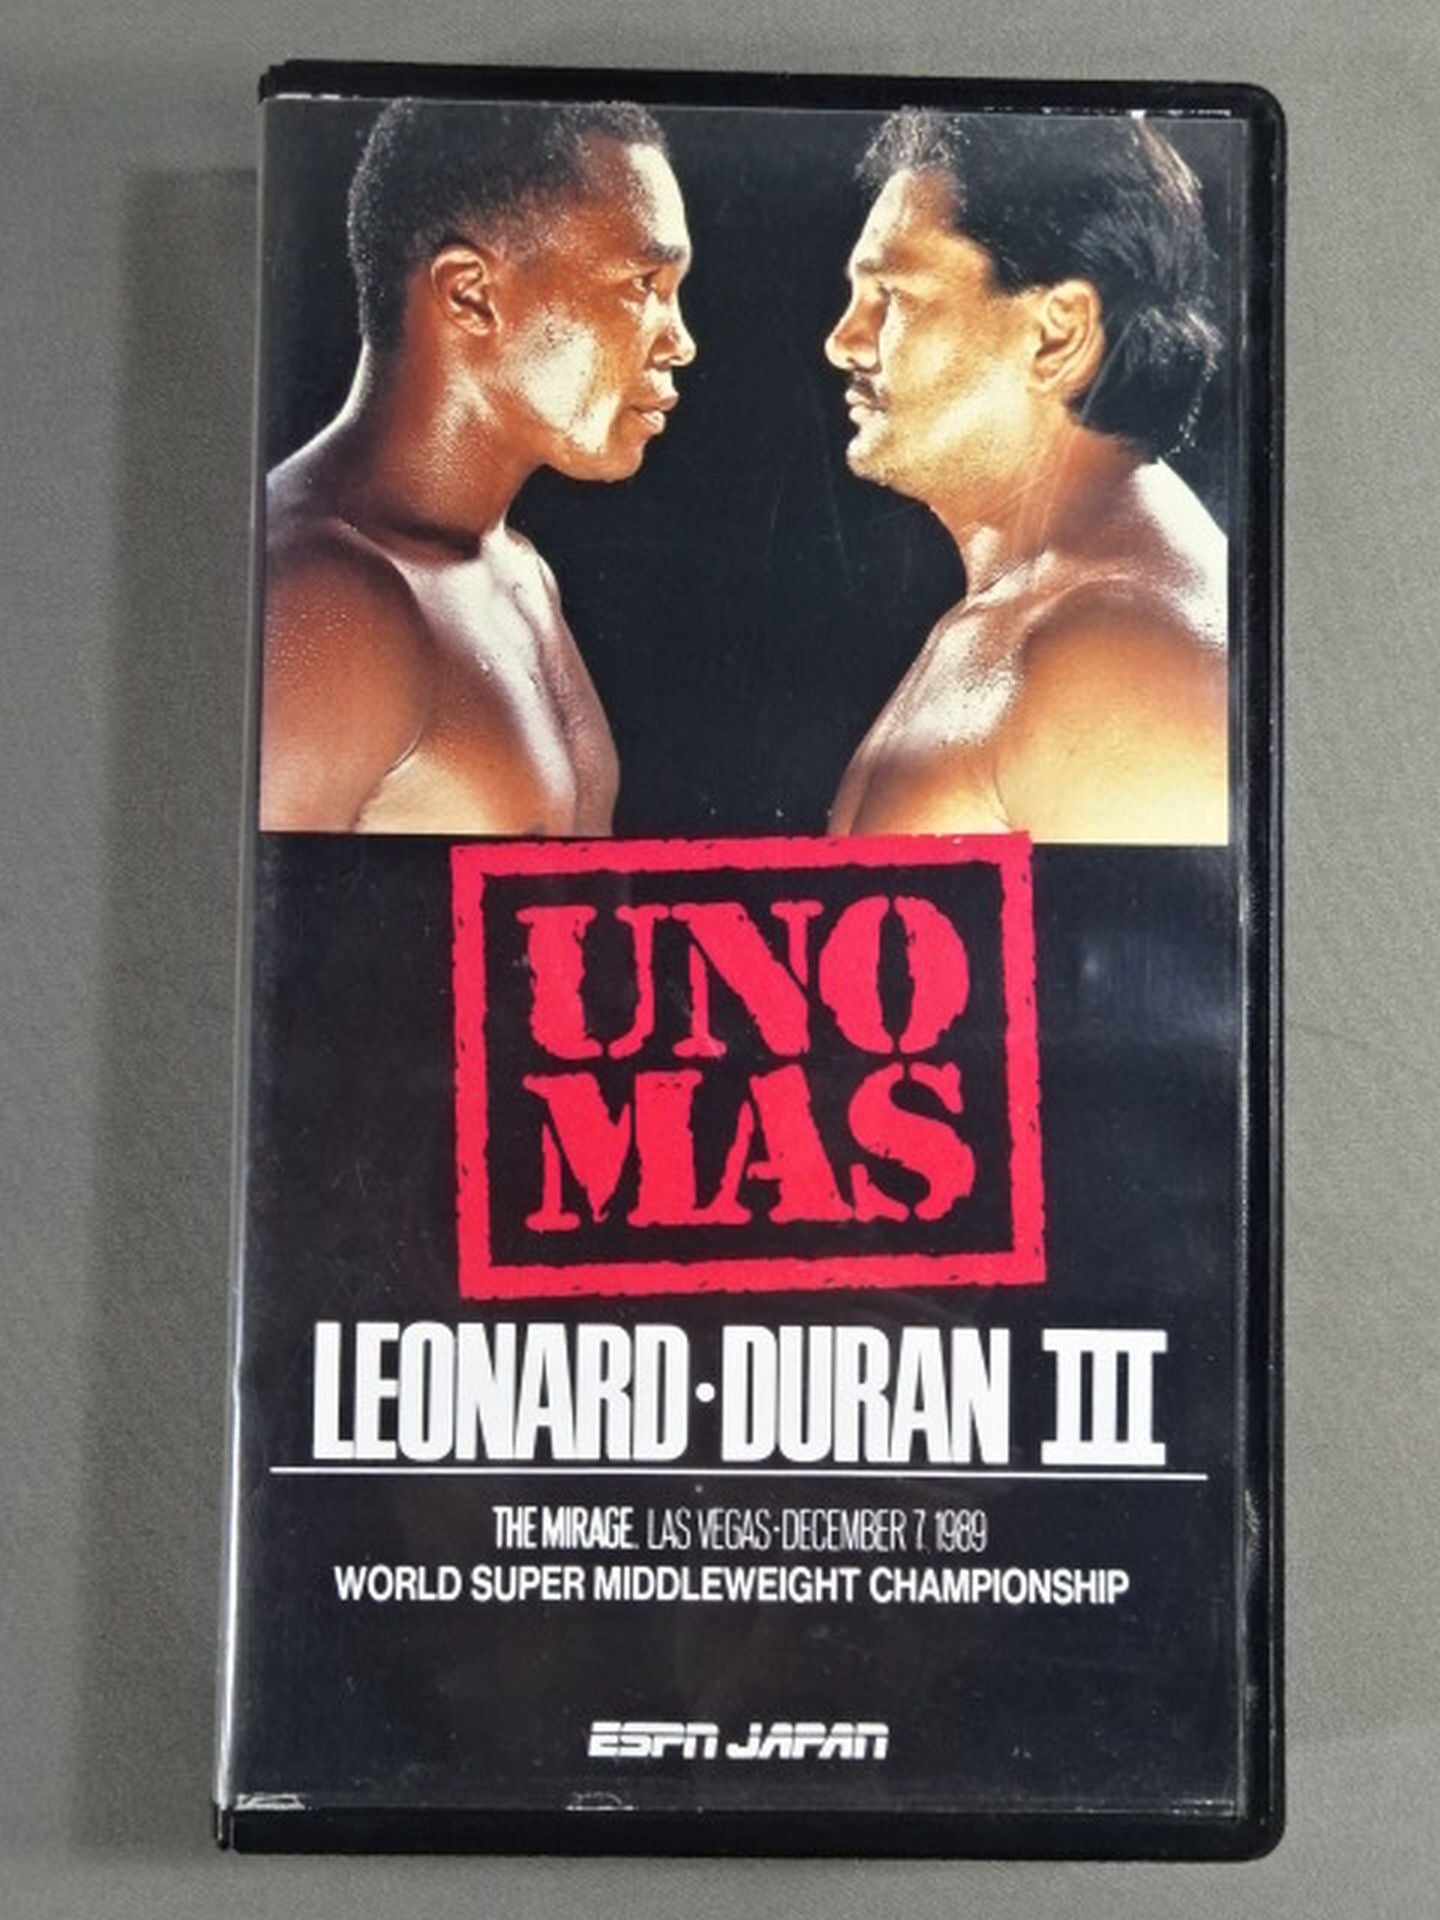 UNO
MAS
LEONARD·DURAN III
THE MIRAGE, LAS VEGAS·DECEMBER 7, 1989
WORLD SUPER MIDDLEWEIGHT CHAMPIONSHIP
ESPN JAPAN